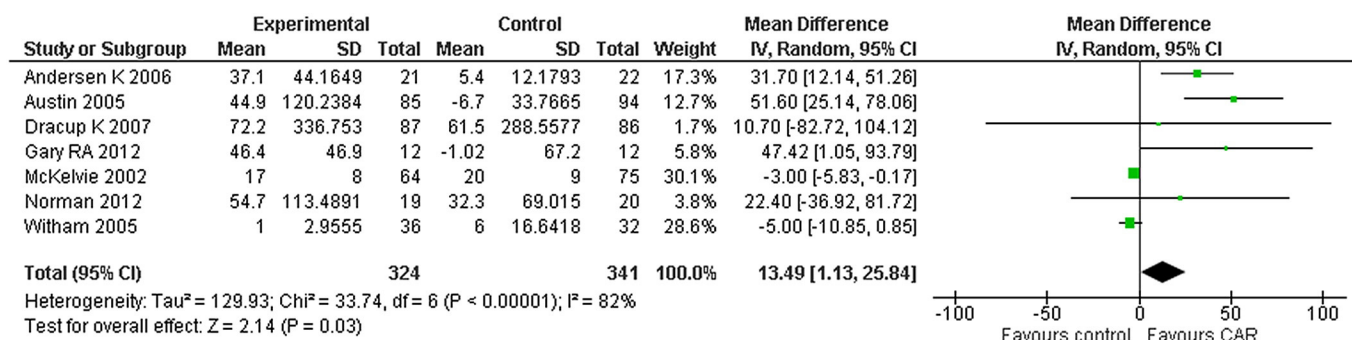 Experimental Control Mean Difference Mean Difference
Study or Subgroup Mean SD Total Mean SD Total Weight IV, Random, 95% CI IV, Random, 95% CI
Andersen K 2006 37.1 44.1649 21 5.4 12.1793 22 17.3% 31.70 [12.14, 51.26]
Austin 2005 44.9 120.2384 85 -6.7 33.7665 94 12.7% 51.60 [25.14, 78.06]
Dracup K 2007 72.2 336.753 87 61.5 288.5577 86 1.7% 10.70 [-82.72, 104.12]
Gary RA 2012 46.4 46.9 12 -1.02 67.2 12 5.8% 47.42 [1.05, 93.79]
McKelvie 2002 17 8 64 20 9 75 30.1% -3.00 [-5.83, -0.17]
Norman 2012 54.7 113.4891 19 32.3 69.015 20 3.8% 22.40 [-36.92, 81.72]
Witham 2005 1 2.9555 36 6 16.6418 32 28.6% -5.00 [-10.85, 0.85]
Total (95% CI) 324 341 100.0% 13.49 [1.13, 25.84]
Heterogeneity: Tau² = 129.93; Chi² = 33.74, df = 6 (P < 0.00001); I² = 82%
Test for overall effect: Z = 2.14 (P = 0.03)
-100 -50 0 50 100
Favours control Favours CAR